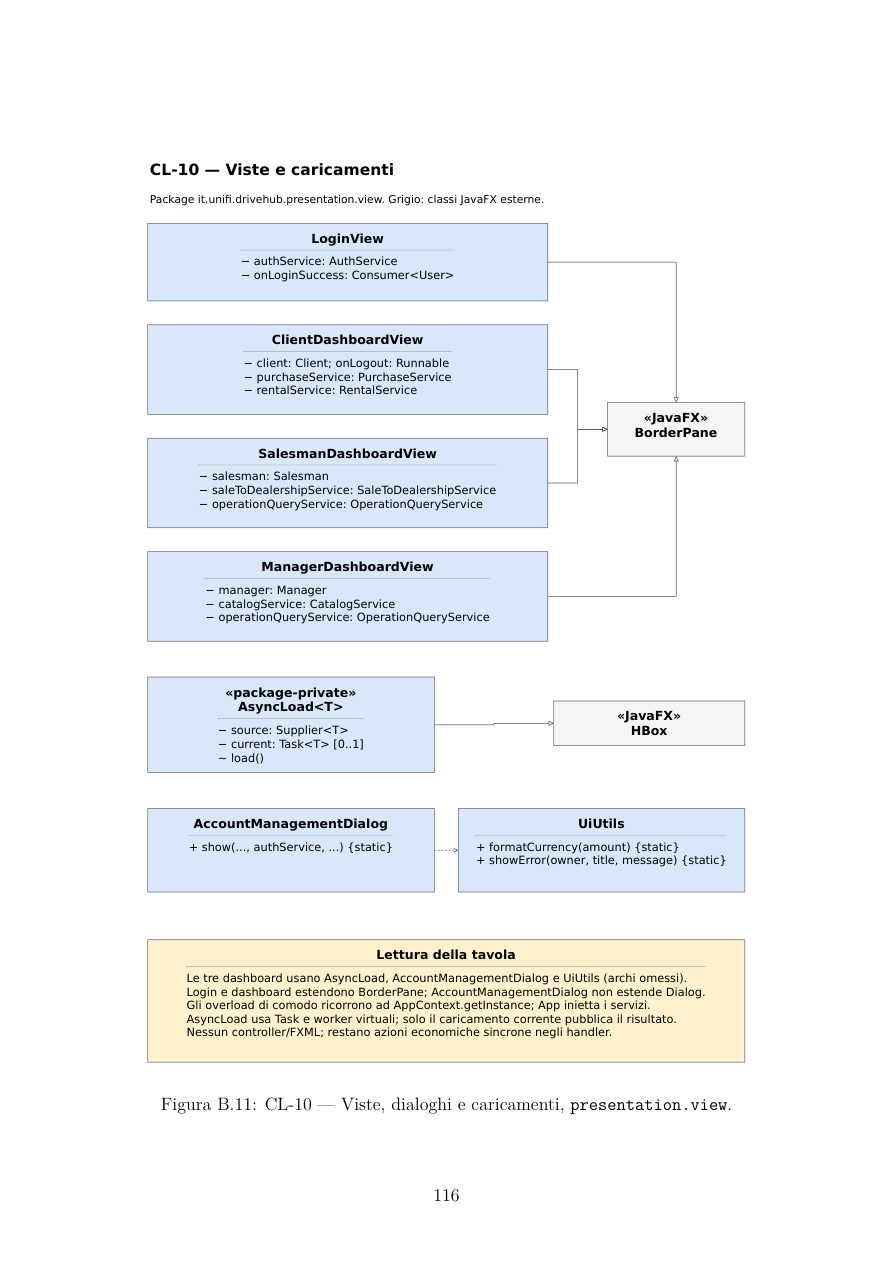 CL-10 — Viste e caricamenti
Package it.unifi.drivehub.presentation.view. Grigio: classi JavaFX esterne.
LoginView
− authService: AuthService
− onLoginSuccess: Consumer<User>
ClientDashboardView
− client: Client; onLogout: Runnable
− purchaseService: PurchaseService
− rentalService: RentalService
«JavaFX»
BorderPane
SalesmanDashboardView
− salesman: Salesman
− saleToDealershipService: SaleToDealershipService
− operationQueryService: OperationQueryService
ManagerDashboardView
− manager: Manager
− catalogService: CatalogService
− operationQueryService: OperationQueryService
«package-private»
AsyncLoad<T>
− source: Supplier<T>
− current: Task<T> [0..1]
~ load()
«JavaFX»
HBox
AccountManagementDialog
+ show(..., authService, ...) {static}
UiUtils
+ formatCurrency(amount) {static}
+ showError(owner, title, message) {static}
Lettura della tavola
Le tre dashboard usano AsyncLoad, AccountManagementDialog e UiUtils (archi omessi).
Login e dashboard estendono BorderPane; AccountManagementDialog non estende Dialog.
Gli overload di comodo ricorrono ad AppContext.getInstance; App inietta i servizi.
AsyncLoad usa Task e worker virtuali; solo il caricamento corrente pubblica il risultato.
Nessun controller/FXML; restano azioni economiche sincrone negli handler.
Figura B.11: CL-10 — Viste, dialoghi e caricamenti, presentation.view.
116